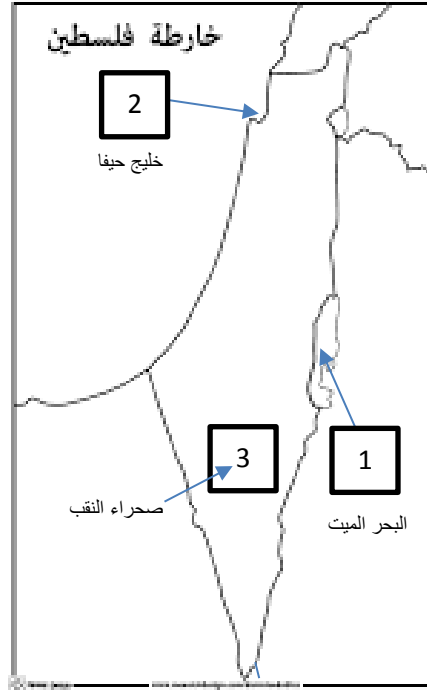 خارطة فلسطين
2
خليج حيفا
3
1
صحراء النقب
البحر الميت